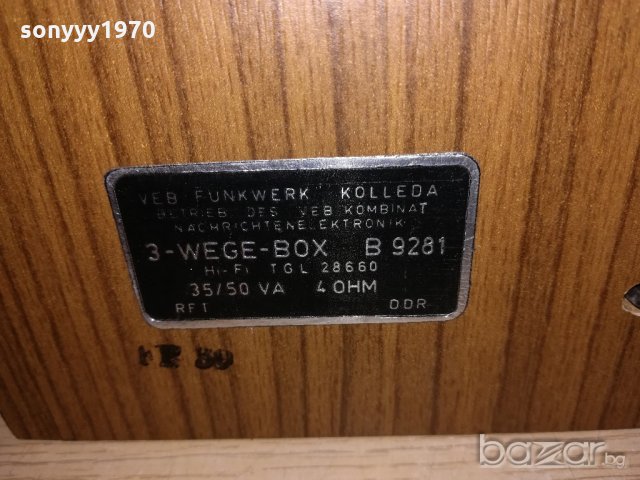 sonyyy1970
VEB FUNKWERK KOLLEDA
BETRIEB DES VEB KOMBINAT
NACHRICHTENELEKTRONIK
3-WEGE-BOX B 9281
Hi-Fi TGL 28660
35/50 VA 4 OHM
RFT DDR
80
bazar.bg